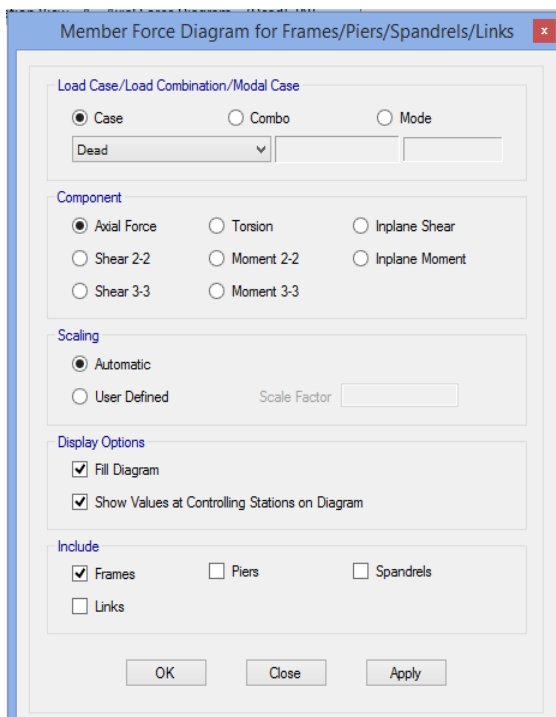 Member Force Diagram for Frames/Piers/Spandrels/Links
x
Load Case/Load Combination/Modal Case
Case Combo Mode
Dead
Component
Axial Force Torsion Inplane Shear
Shear 2-2 Moment 2-2 Inplane Moment
Shear 3-3 Moment 3-3
Scaling
Automatic
User Defined Scale Factor
Display Options
Fill Diagram
Show Values at Controlling Stations on Diagram
Include
Frames Piers Spandrels
Links
OK Close Apply